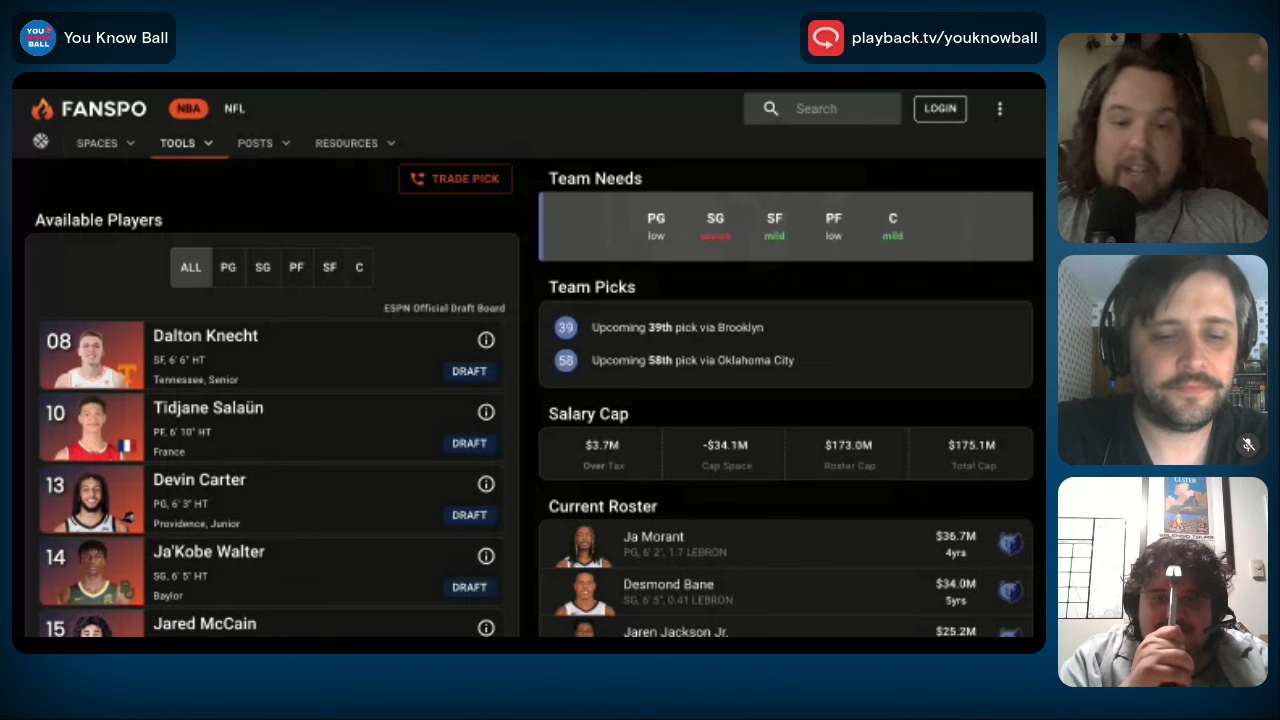 YOU KNOW BALL
You Know Ball
playback.tv/youknowball
FANSPO
NBA
NFL
Search
LOGIN
SPACES
TOOLS
POSTS
RESOURCES
TRADE PICK
Available Players
ALL
PG
SG
PF
SF
C
ESPN Official Draft Board
08
Dalton Knecht
SF, 6' 6" HT
Tennessee, Senior
DRAFT
10
Tidjane Salaün
PF, 6' 10" HT
France
DRAFT
13
Devin Carter
PG, 6' 3" HT
Providence, Junior
DRAFT
14
Ja'Kobe Walter
SG, 6' 5" HT
Baylor
DRAFT
15
Jared McCain
Team Needs
PG SG SF PF C
low severe mild low mild
Team Picks
39 Upcoming 39th pick via Brooklyn
58 Upcoming 58th pick via Oklahoma City
Salary Cap
$3.7M -$34.1M $173.0M $175.1M
Over Tax Cap Space Roster Cap Total Cap
Current Roster
Ja Morant $36.7M
PG, 6' 2", 1.7 LEBRON 4yrs
Desmond Bane $34.0M
SG, 6' 5", 0.41 LEBRON 5yrs
Jaren Jackson Jr. $25.2M
ULSTER